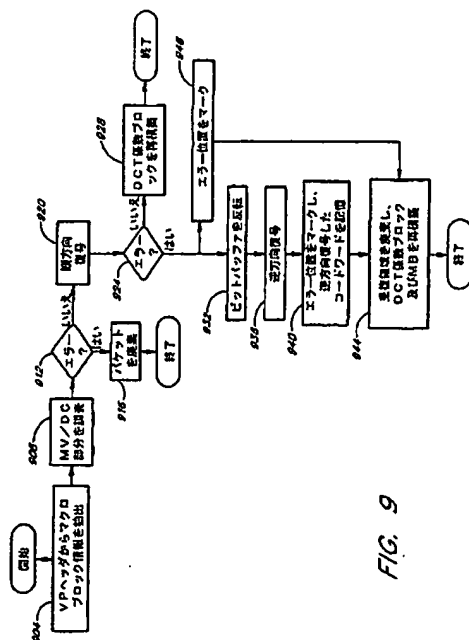 開始
904
VPヘッダからマクロ
ブロック情報を抽出
908
MV/DC
部分を調査
912
エラー
?
いいえ
はい
916
パケットを廃棄
終了
920
順方向
復号
924
エラー
?
いいえ
はい
928
DCT係数ブロ
ックを再構築
終了
932
ビットバッファを反転
936
逆方向復号
940
エラー位置をマークし、
逆方向復号した
コードワードを記憶
948
エラー位置をマーク
944
重複領域を廃棄し、
DCT係数ブロック
及びMBを再構築
終了
FIG. 9